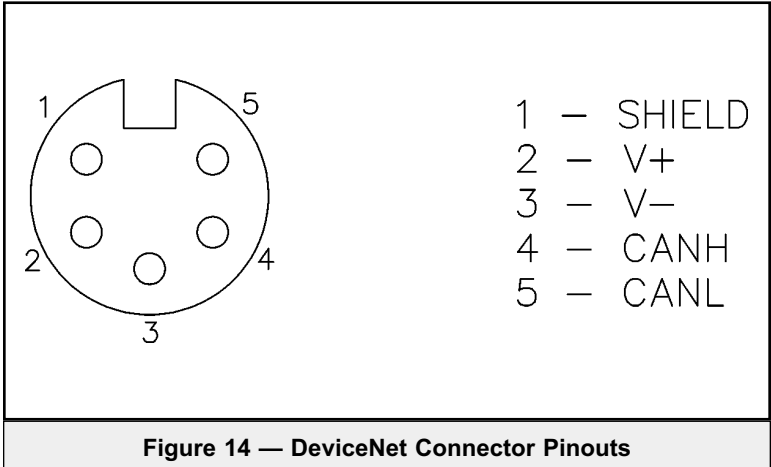 1
5
2
4
3
1 – SHIELD
2 – V+
3 – V–
4 – CANH
5 – CANL
Figure 14 — DeviceNet Connector Pinouts